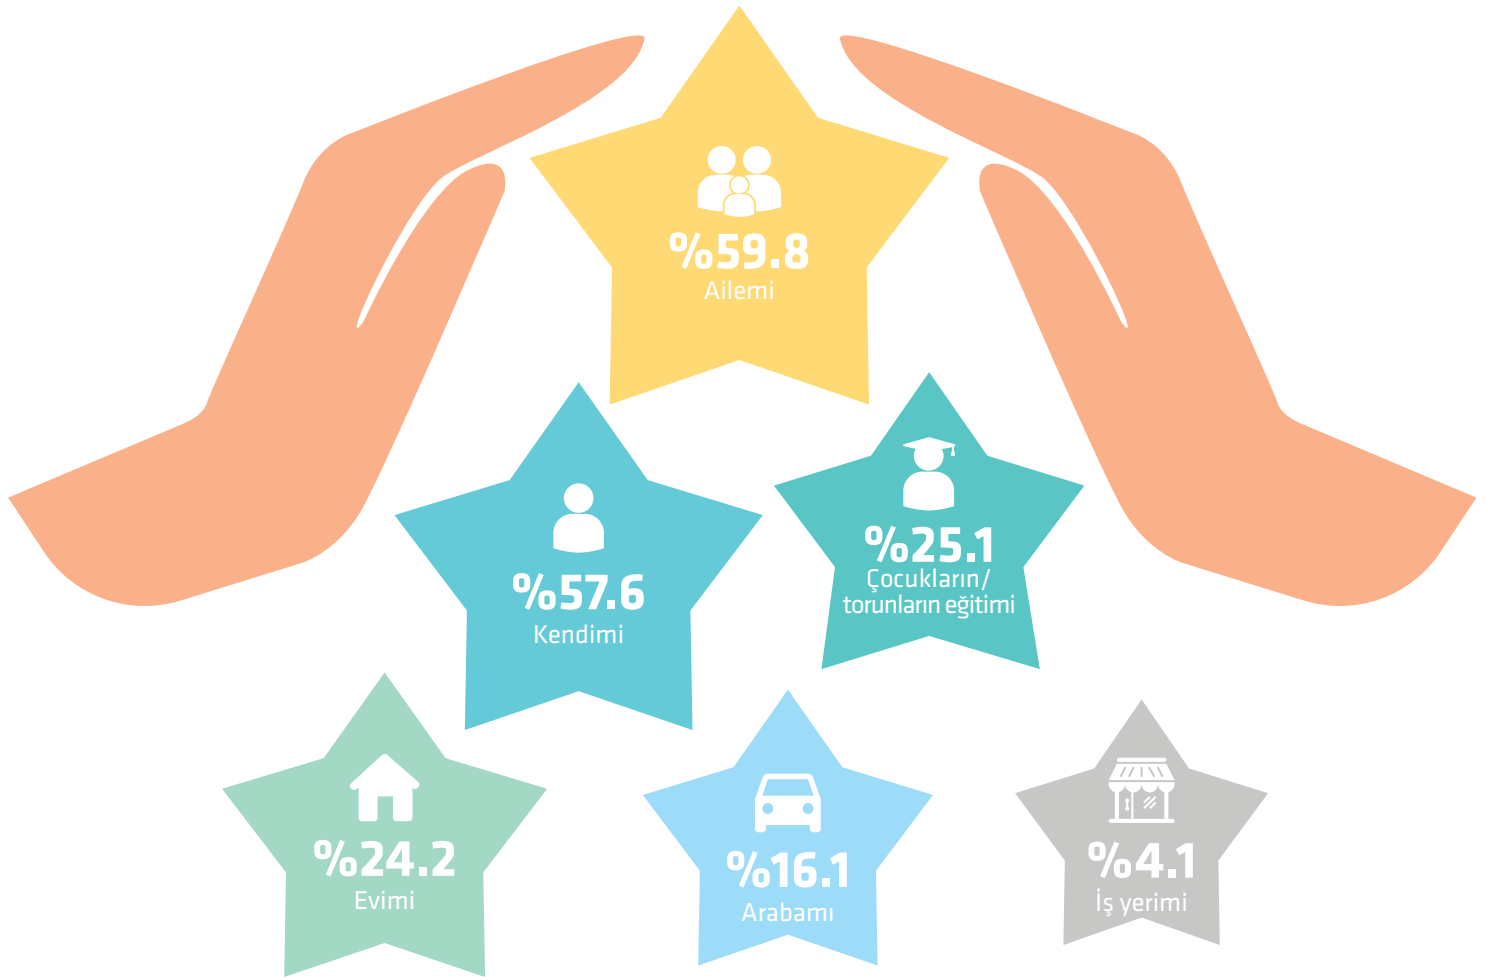 %59.8
Ailemi
%57.6
Kendimi
%25.1
Çocukların/
torunların eğitimi
%24.2
Evimi
%16.1
Arabamı
%4.1
İş yerimi